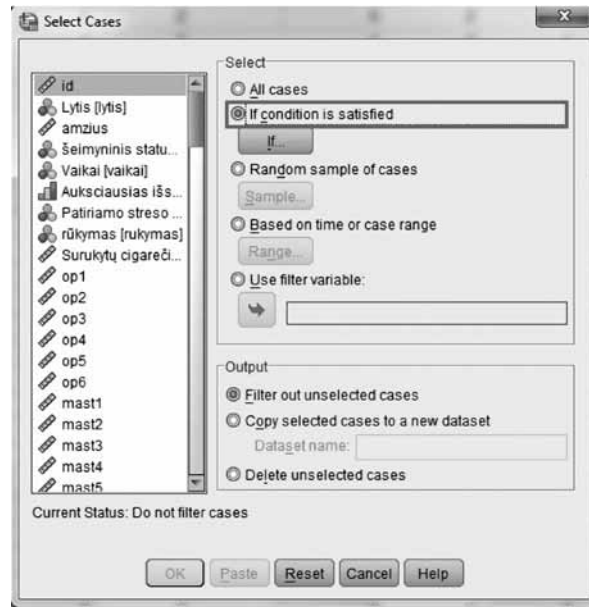 Select Cases
id
Lytis [lytis]
amzius
šeimyninis statu...
Vaikai [vaikai]
Auksciausias išs...
Patiriamo streso ...
rūkymas [rukymas]
Surukytų cigareči...
op1
op2
op3
op4
op5
op6
mast1
mast2
mast3
mast4
mast5
Current Status: Do not filter cases
Select
All cases
If condition is satisfied
If...
Random sample of cases
Sample...
Based on time or case range
Range...
Use filter variable:
Output
Filter out unselected cases
Copy selected cases to a new dataset
Dataset name:
Delete unselected cases
OK
Paste
Reset
Cancel
Help